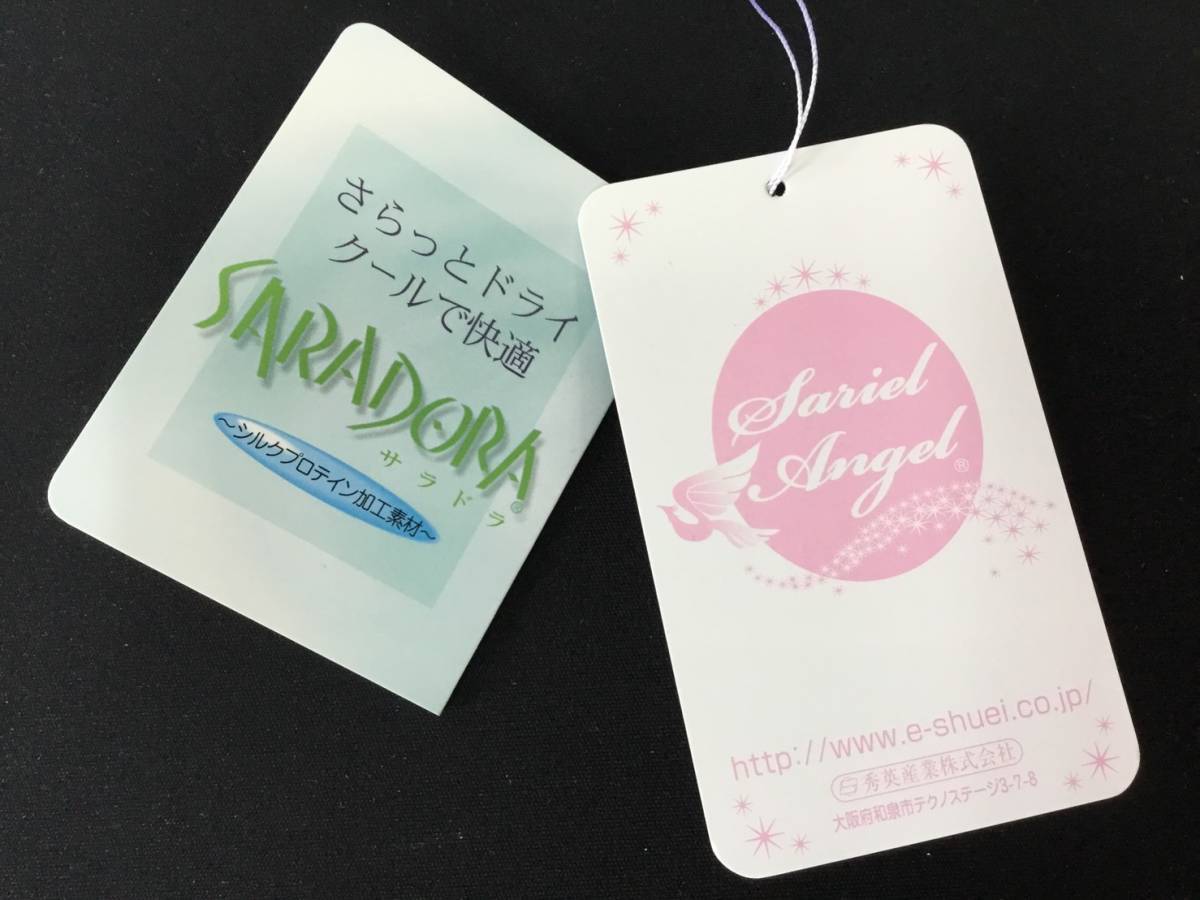 さらっとドライ
クールで快適
SARADORA®
サラドラ
～シルクプロテイン加工素材～
Sariel
Angel®
http://www.e-shuei.co.jp/
秀英産業株式会社
大阪府和泉市テクノステージ3-7-8